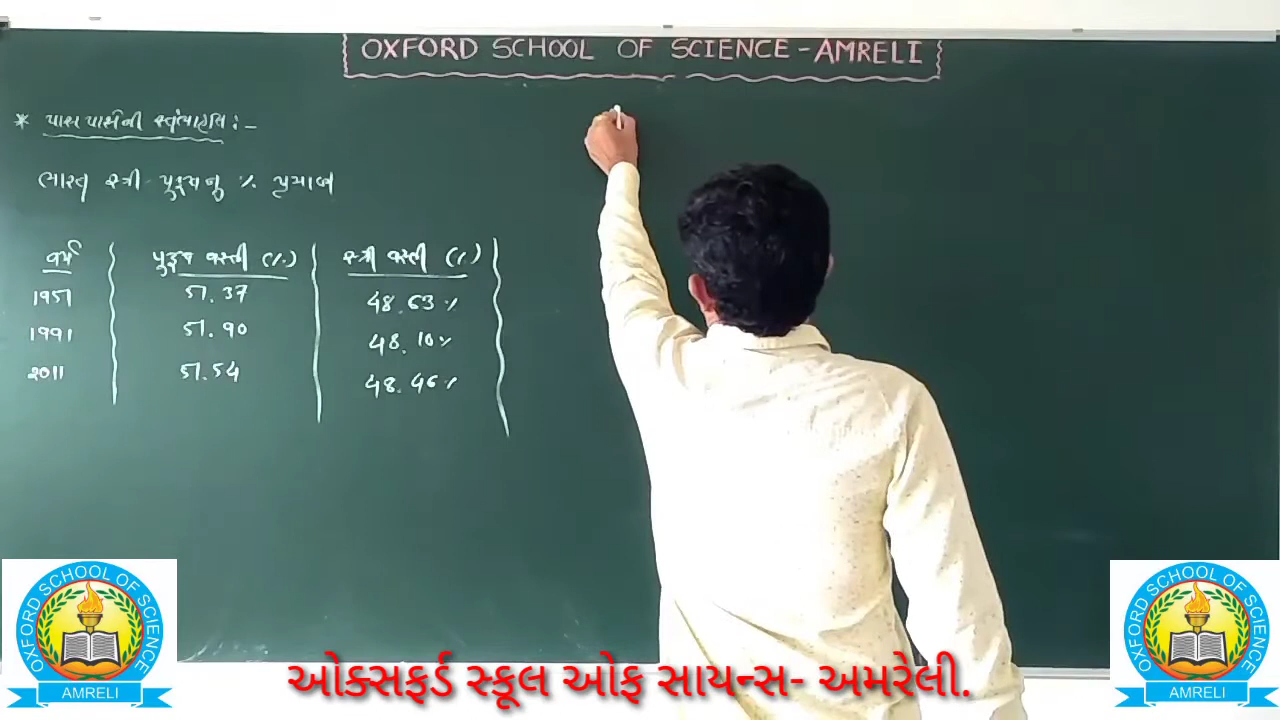 OXFORD SCHOOL OF SCIENCE - AMRELI
* પાસ પાર્સની :-
ભારત સ્ત્રી પુરૂષનુ % પ્રમાણ
વર્ષ પુરૂષ વસ્તી (%) સ્ત્રી વસ્તી (%)
1951 51.37 48.63 %
1991 51.90 48.10 %
2011 51.54 48.46 %
OXFORD SCHOOL OF SCIENCE
AMRELI
ઓક્સફર્ડ સ્કૂલ ઓફ સાયન્સ- અમરેલી.
OXFORD SCHOOL OF SCIENCE
AMRELI